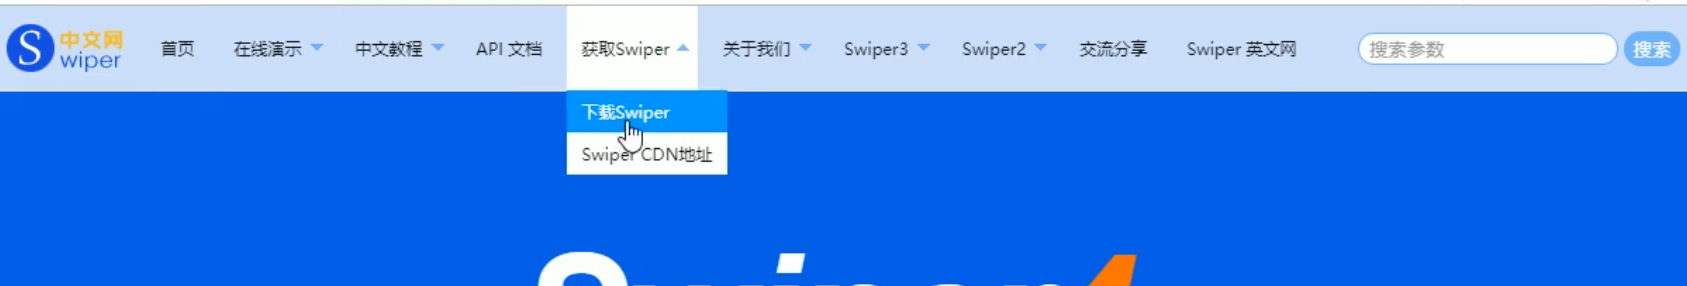 S 中文网
wiper
首页 在线演示 中文教程 API 文档 获取Swiper 关于我们 Swiper3 Swiper2 交流分享 Swiper 英文网 搜索参数 搜索
下载Swiper
Swiper CDN地址
Swiper4